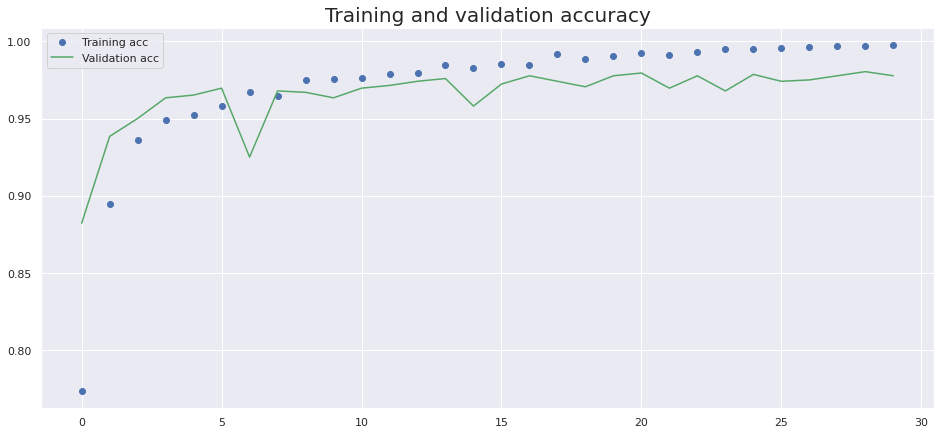 Training and validation accuracy
Training acc
Validation acc
1.00
0.95
0.90
0.85
0.80
0 5 10 15 20 25 30